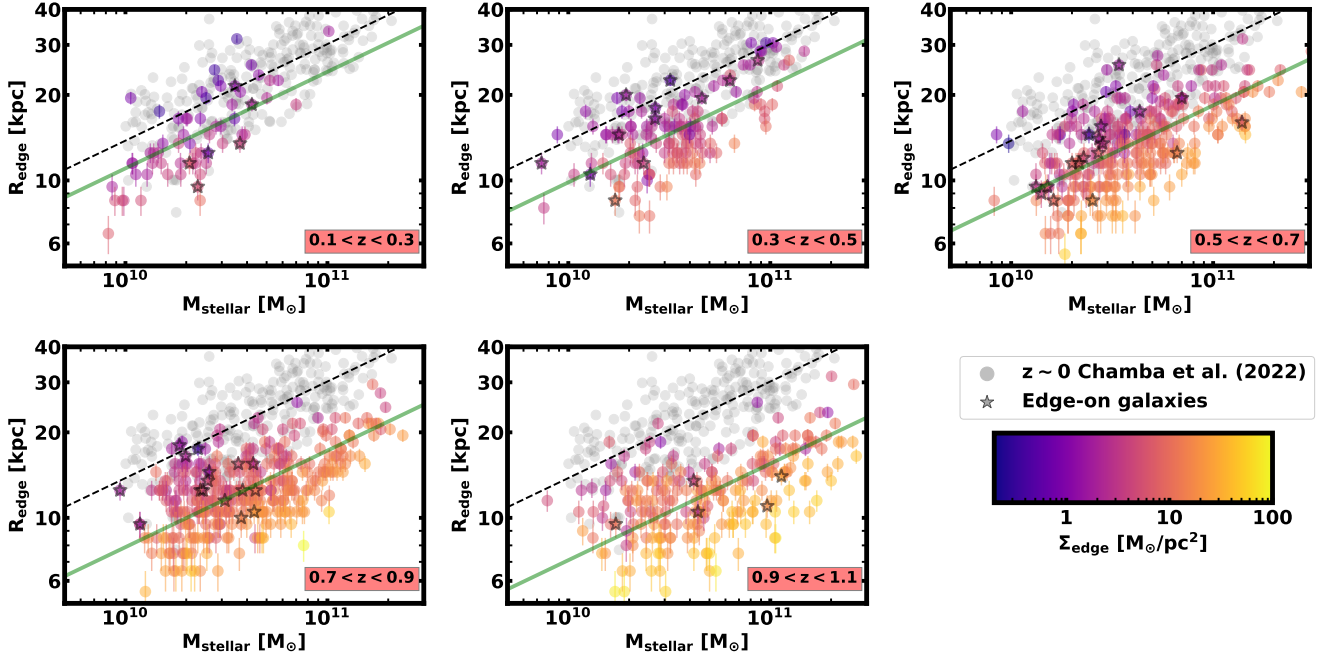 40
30
20
10
6
R_edge [kpc]
0.1 < z < 0.3
10^10
10^11
M_stellar [M_⊙]
40
30
20
10
6
R_edge [kpc]
0.3 < z < 0.5
10^10
10^11
M_stellar [M_⊙]
40
30
20
10
6
R_edge [kpc]
0.5 < z < 0.7
10^10
10^11
M_stellar [M_⊙]
40
30
20
10
6
R_edge [kpc]
0.7 < z < 0.9
10^10
10^11
M_stellar [M_⊙]
40
30
20
10
6
R_edge [kpc]
0.9 < z < 1.1
10^10
10^11
M_stellar [M_⊙]
z ~ 0 Chamba et al. (2022)
Edge-on galaxies
1 10 100
Σ_edge [M_⊙/pc^2]